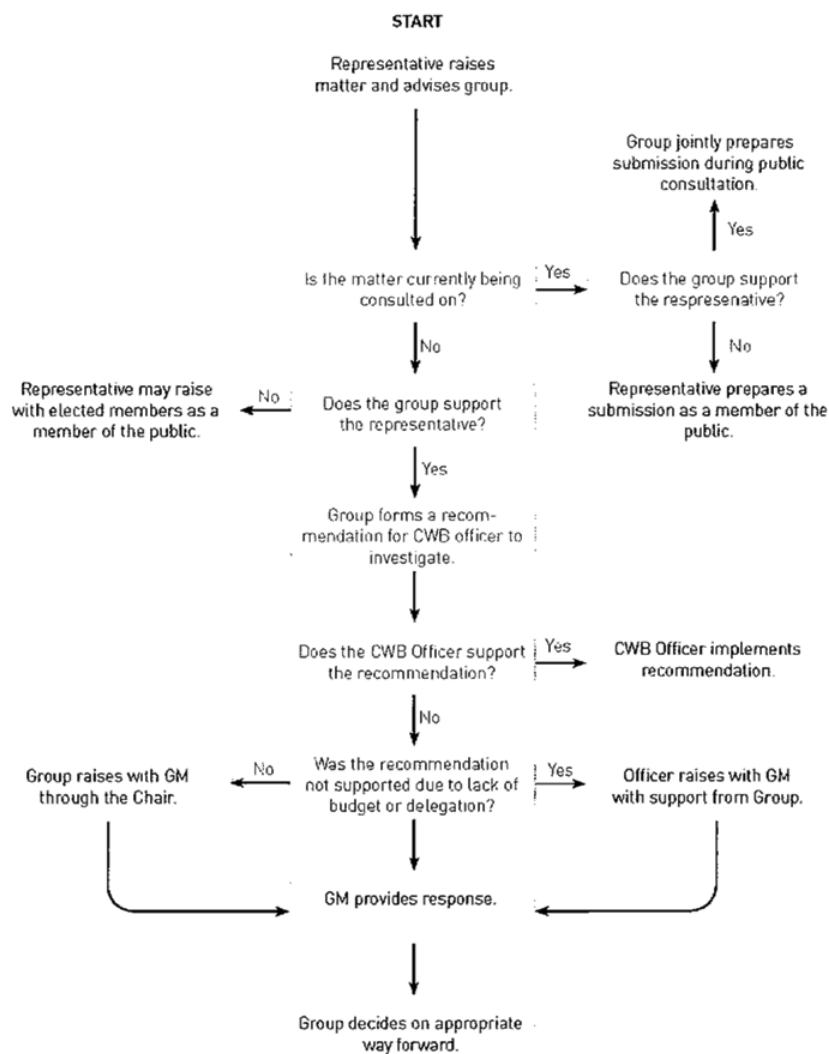 START
Representative raises
matter and advises group.
Group jointly prepares
submission during public
consultation.
Yes
Is the matter currently being
consulted on?
Yes
Does the group support
the respresenative?
No
No
Representative may raise
with elected members as a
member of the public.
No
Does the group support
the representative?
Representative prepares a
submission as a member of the
public.
Yes
Group forms a recom-
mendation for CWB officer to
investigate.
Does the CWB Officer support
the recommendation?
Yes
CWB Officer implements
recommendation.
No
Group raises with GM
through the Chair.
No
Was the recommendation
not supported due to lack of
budget or delegation?
Yes
Officer raises with GM
with support from Group.
GM provides response.
Group decides on appropriate
way forward.